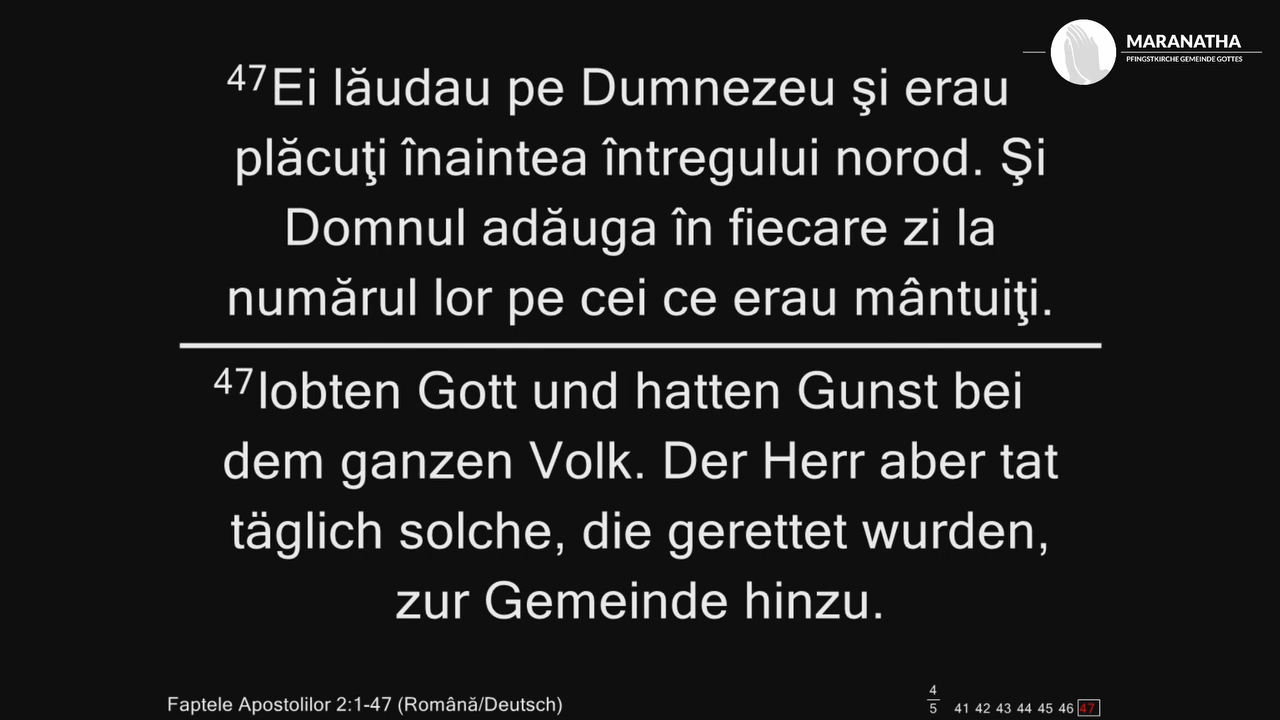 MARANATHA
PFINGSTKIRCHE GEMEINDE GOTTES
47Ei lăudau pe Dumnezeu şi erau
plăcuţi înaintea întregului norod. Şi
Domnul adăuga în fiecare zi la
numărul lor pe cei ce erau mântuiţi.
47lobten Gott und hatten Gunst bei
dem ganzen Volk. Der Herr aber tat
täglich solche, die gerettet wurden,
zur Gemeinde hinzu.
Faptele Apostolilor 2:1-47 (Română/Deutsch)
4
5
41 42 43 44 45 46 47